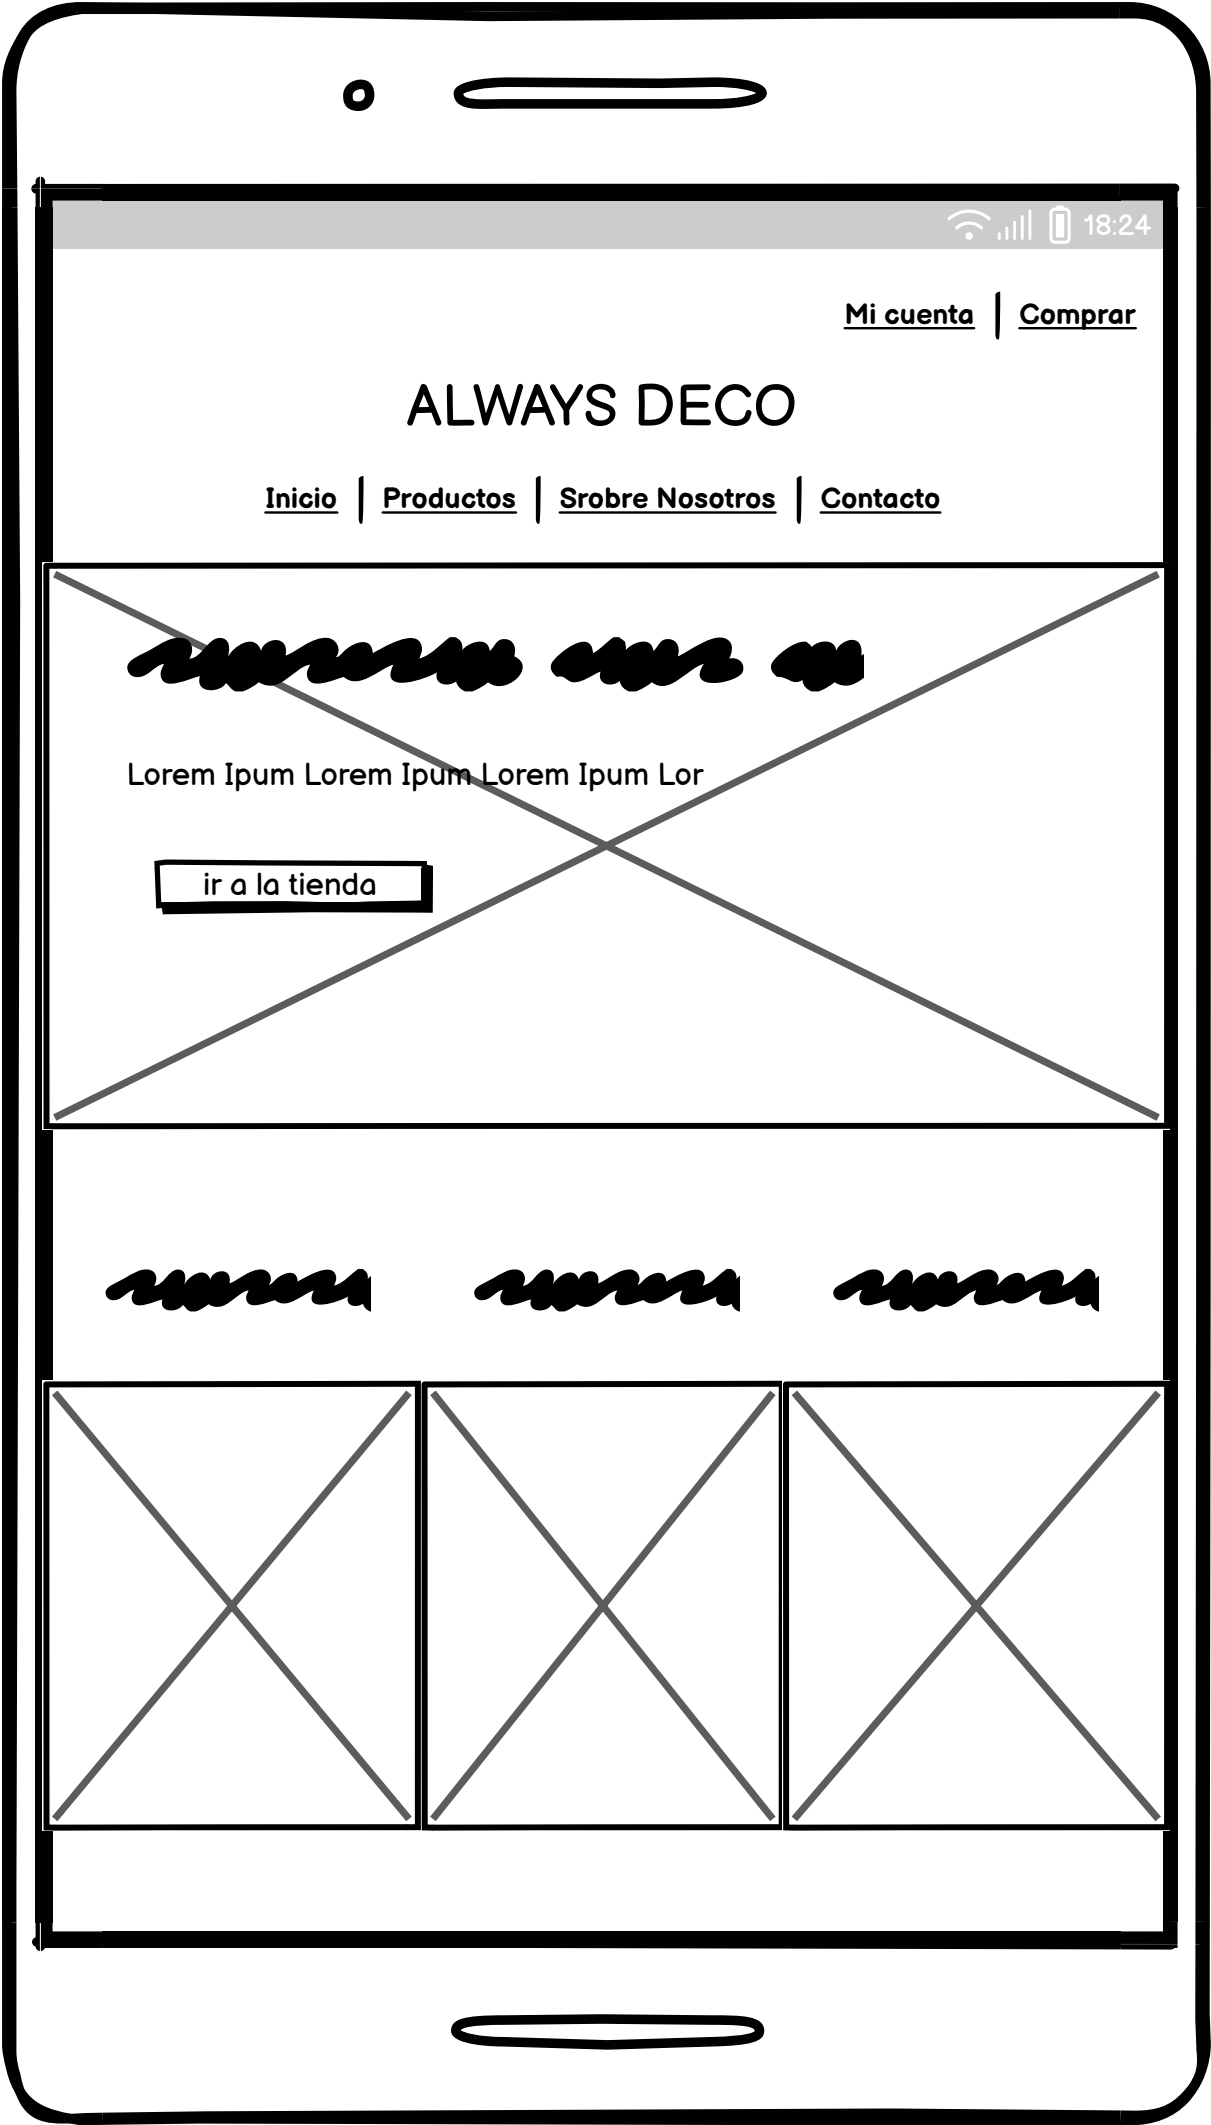 18:24
Mi cuenta | Comprar
ALWAYS DECO
Inicio | Productos | Srobre Nosotros | Contacto
Lorem Ipum Lorem Ipum Lorem Ipum Lor
ir a la tienda